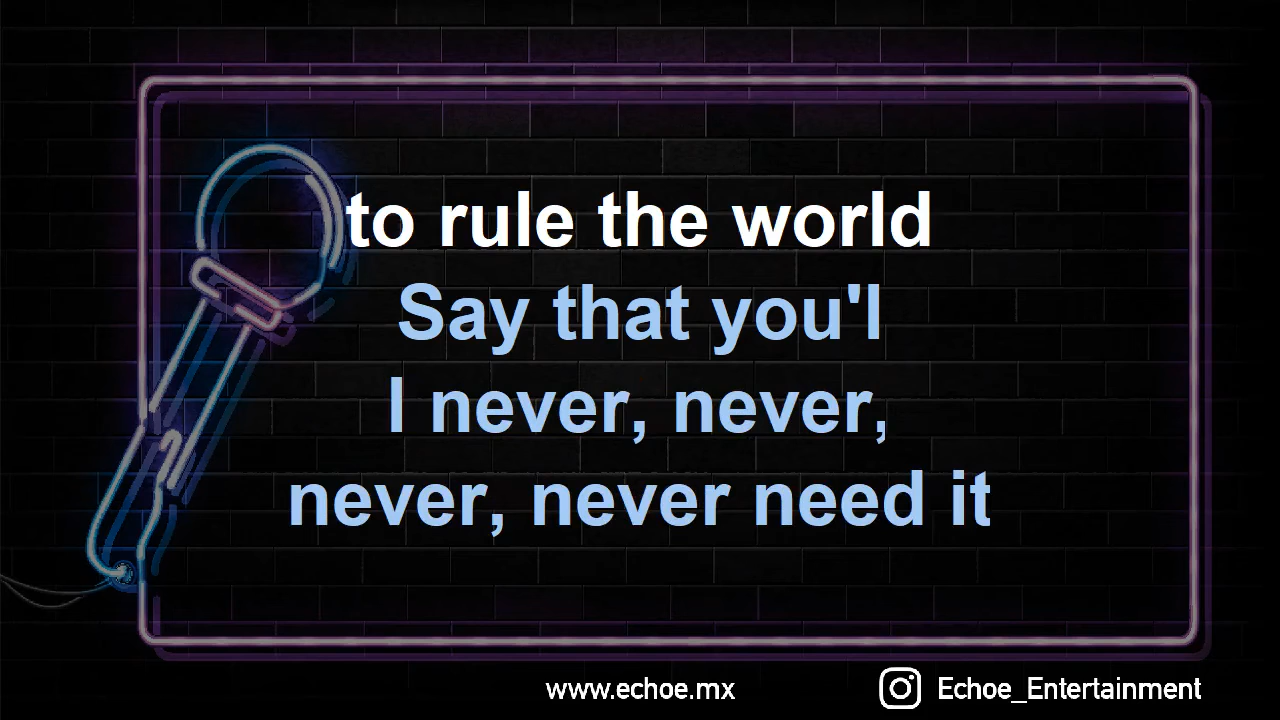 to rule the world
Say that you'l
I never, never,
never, never need it
www.echoe.mx
Echoe_Entertainment